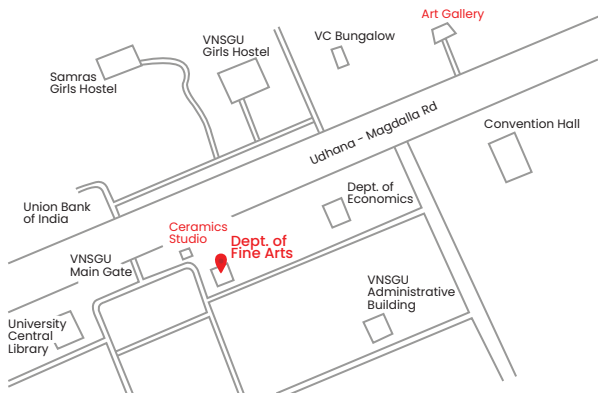 Art Gallery
VNSGU
Girls Hostel
VC Bungalow
Samras
Girls Hostel
Udhana - Magdalla Rd
Convention Hall
Union Bank
of India
Dept. of
Economics
Ceramics
Studio
Dept. of
Fine Arts
VNSGU
Main Gate
VNSGU
Administrative
Building
University
Central
Library